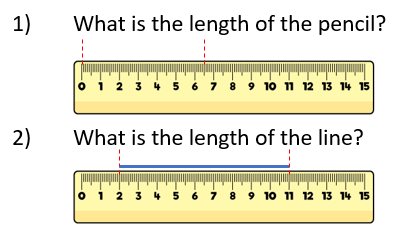 1) What is the length of the pencil?
0 1 2 3 4 5 6 7 8 9 10 11 12 13 14 15
2) What is the length of the line?
0 1 2 3 4 5 6 7 8 9 10 11 12 13 14 15